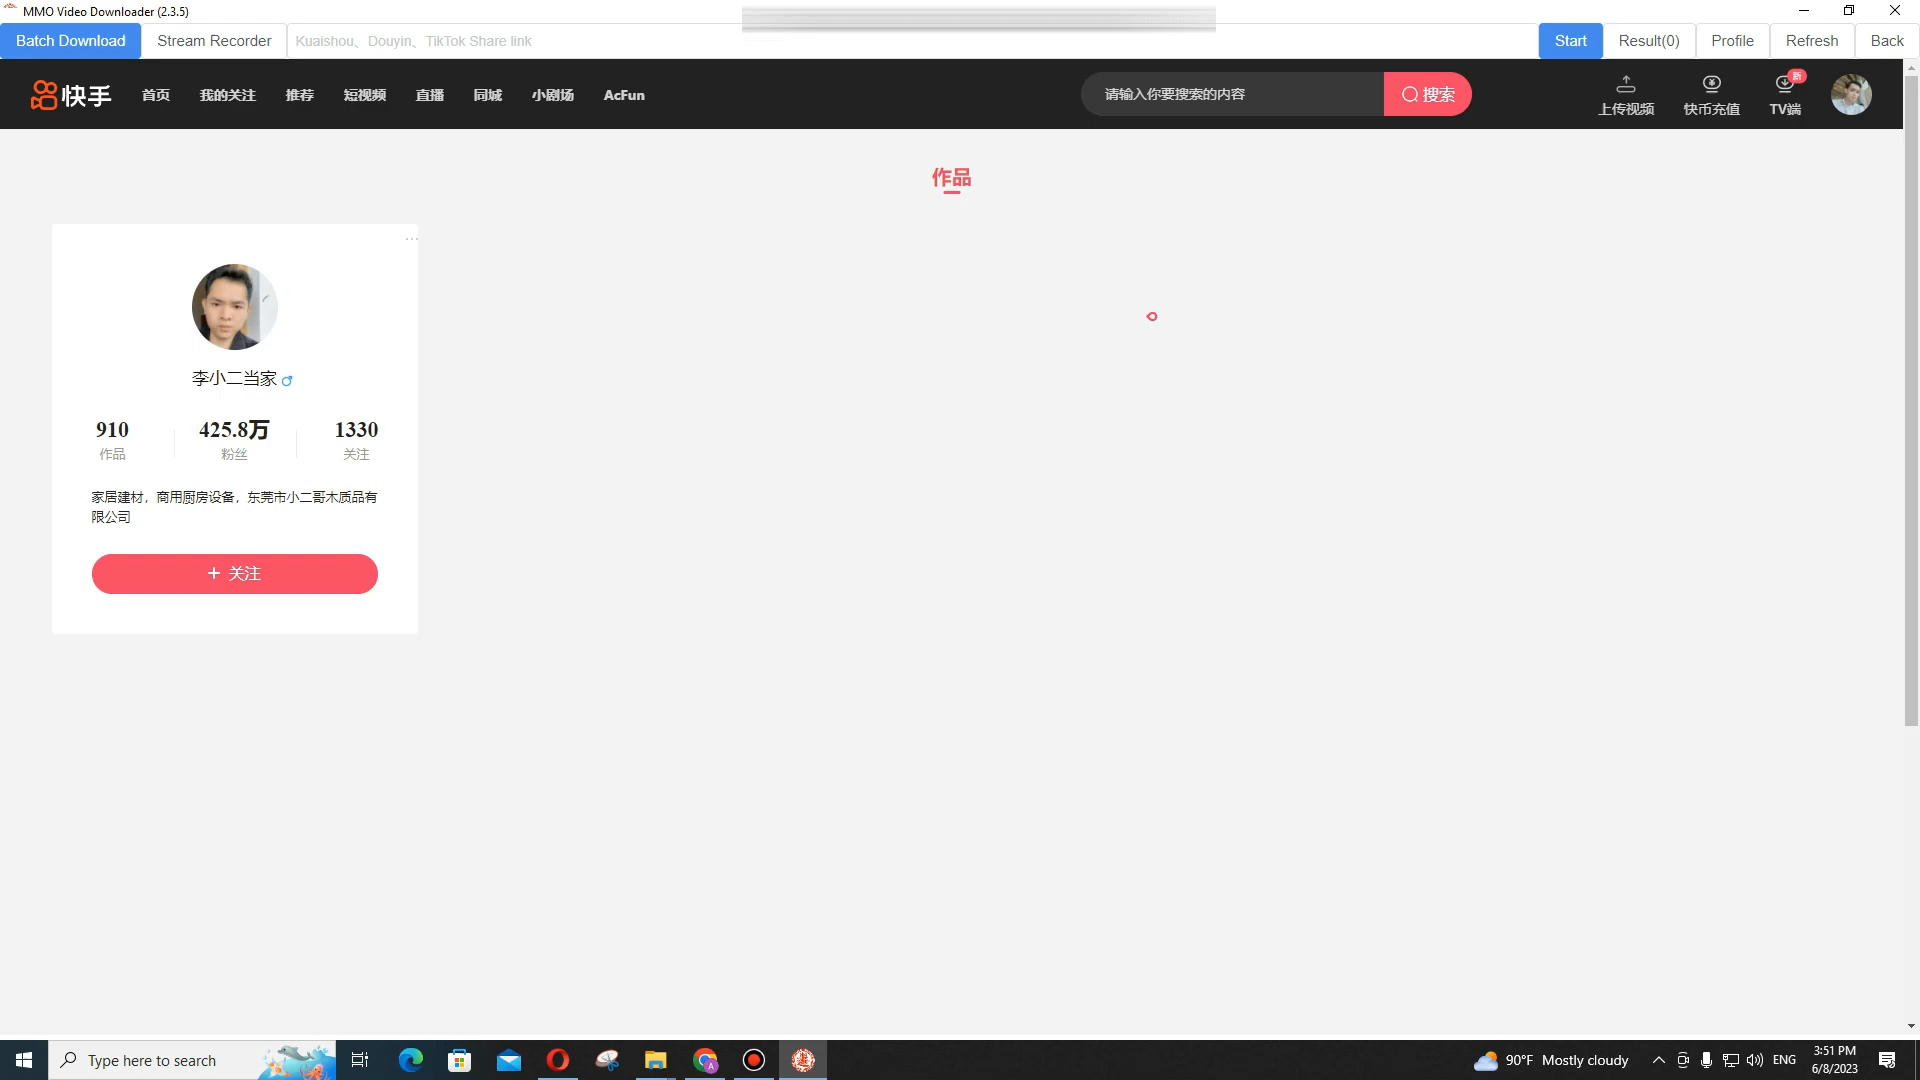 MMO Video Downloader (2.3.5)
Batch Download Stream Recorder Kuaishou、Douyin、TikTok Share link Start Result(0) Profile Refresh Back
快手 首页 我的关注 推荐 短视频 直播 同城 小剧场 AcFun 请输入你要搜索的内容 搜索 上传视频 快币充值 新 TV端
作品
李小二当家
910 425.8万 1330
作品 粉丝 关注
家居建材，商用厨房设备，东莞市小二哥木质品有
限公司
+ 关注
Type here to search A 90°F Mostly cloudy ENG 3:51 PM
6/8/2023